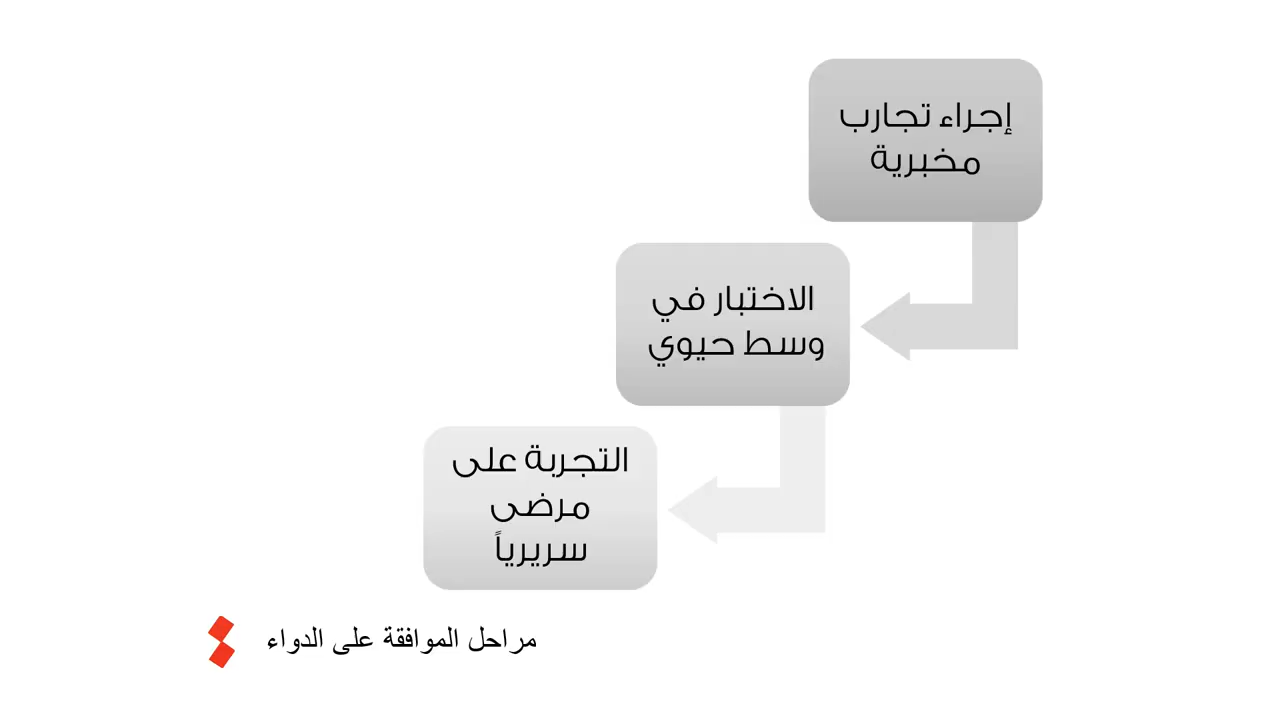 إجراء تجارب
مخبرية
الاختبار في
وسط حيوي
التجربة على
مرضى
سريرياً
مراحل الموافقة على الدواء